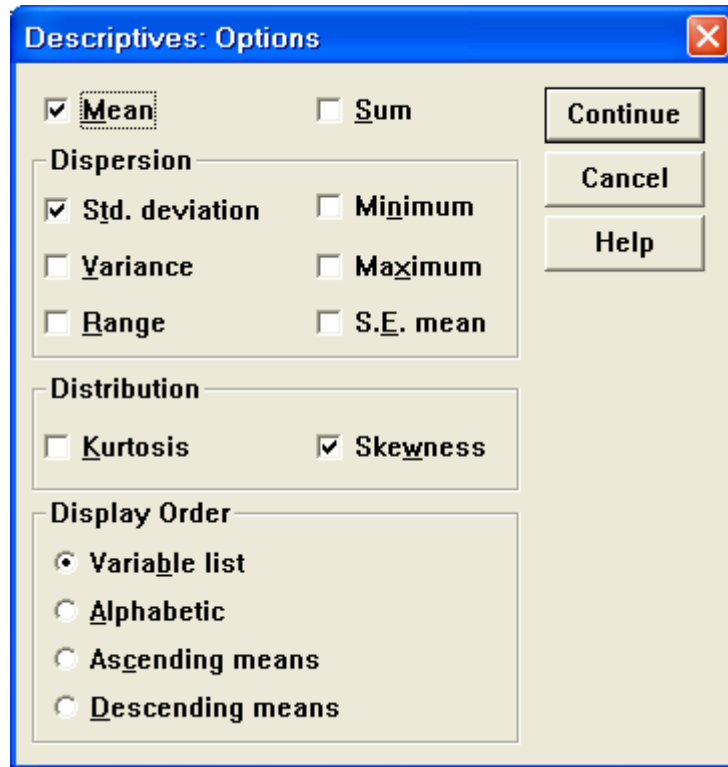 Descriptives: Options
Mean
Sum
Continue
Dispersion
Cancel
Std. deviation
Minimum
Help
Variance
Maximum
Range
S.E. mean
Distribution
Kurtosis
Skewness
Display Order
Variable list
Alphabetic
Ascending means
Descending means